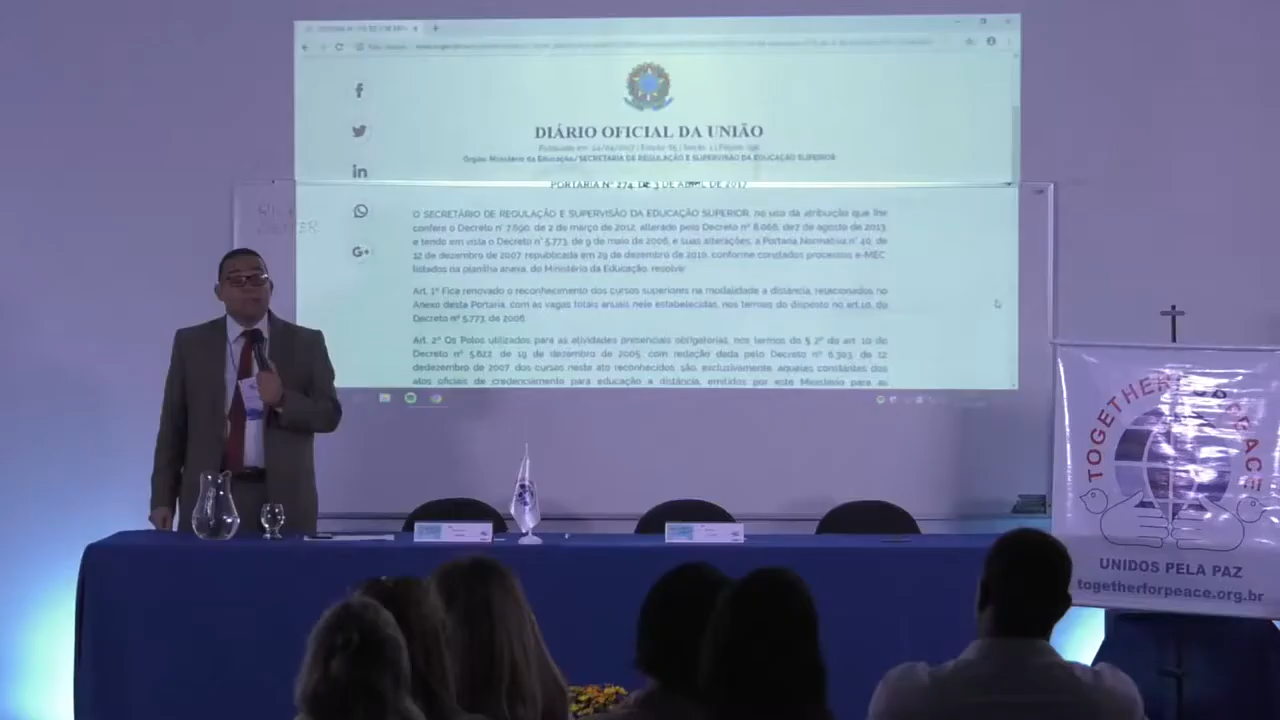 DIÁRIO OFICIAL DA UNIÃO
Órgão: Ministério da Educação/SECRETARIA DE REGULAÇÃO E SUPERVISÃO DA EDUCAÇÃO SUPERIOR
PORTARIA Nº 274, DE 3 DE ABRIL DE 2017
O SECRETÁRIO DE REGULAÇÃO E SUPERVISÃO DA EDUCAÇÃO SUPERIOR, no uso da atribuição que lhe
confere o Decreto nº 7.690, de 2 de março de 2012, alterado pelo Decreto nº 8.066, de7 de agosto de 2013,
e tendo em vista o Decreto nº 5.773, de 9 de maio de 2006, e suas alterações, a Portaria Normativa nº 40, de
12 de dezembro de 2007, republicada em 29 de dezembro de 2010, conforme constados processos e-MEC
listados na planilha anexa, do Ministério da Educação, resolve:
Art. 1º Fica renovado o reconhecimento dos cursos superiores na modalidade a distância, relacionados no
Anexo desta Portaria, com as vagas totais anuais nele estabelecidas, nos termos do disposto no art.10, do
Decreto nº 5.773, de 2006.
Art. 2º Os Polos utilizados para as atividades presenciais obrigatórias, nos termos do § 2º do art. 10 do
Decreto nº 5.622, de 19 de dezembro de 2005, com redação dada pelo Decreto nº 6.303, de 12
dedezembro de 2007, dos cursos neste ato reconhecidos, são exclusivamente aqueles constantes dos
atos oficiais de credenciamento para educação a distância, emitidos por este Ministério para as
TOGETHER FOR PEACE
UNIDOS PELA PAZ
togetherforpeace.org.br